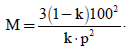 M = 3(1−k)100² / k·p² .